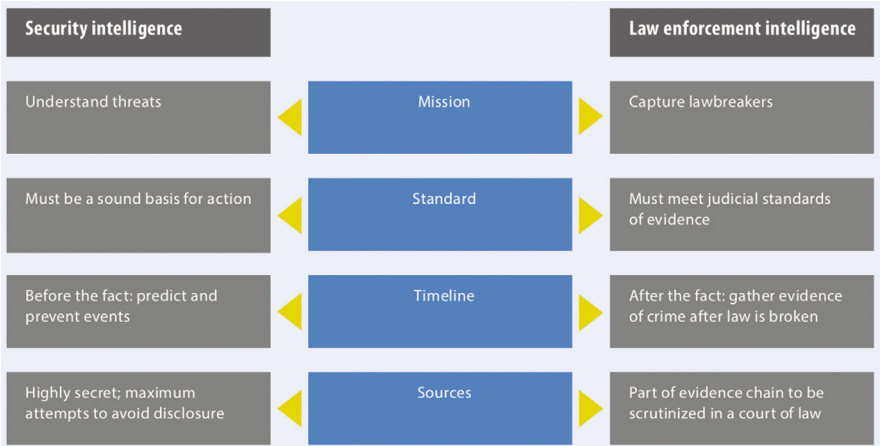 Security intelligence
Law enforcement intelligence
Understand threats
Mission
Capture lawbreakers
Must be a sound basis for action
Standard
Must meet judicial standards
of evidence
Before the fact: predict and
prevent events
Timeline
After the fact: gather evidence
of crime after law is broken
Highly secret; maximum
attempts to avoid disclosure
Sources
Part of evidence chain to be
scrutinized in a court of law